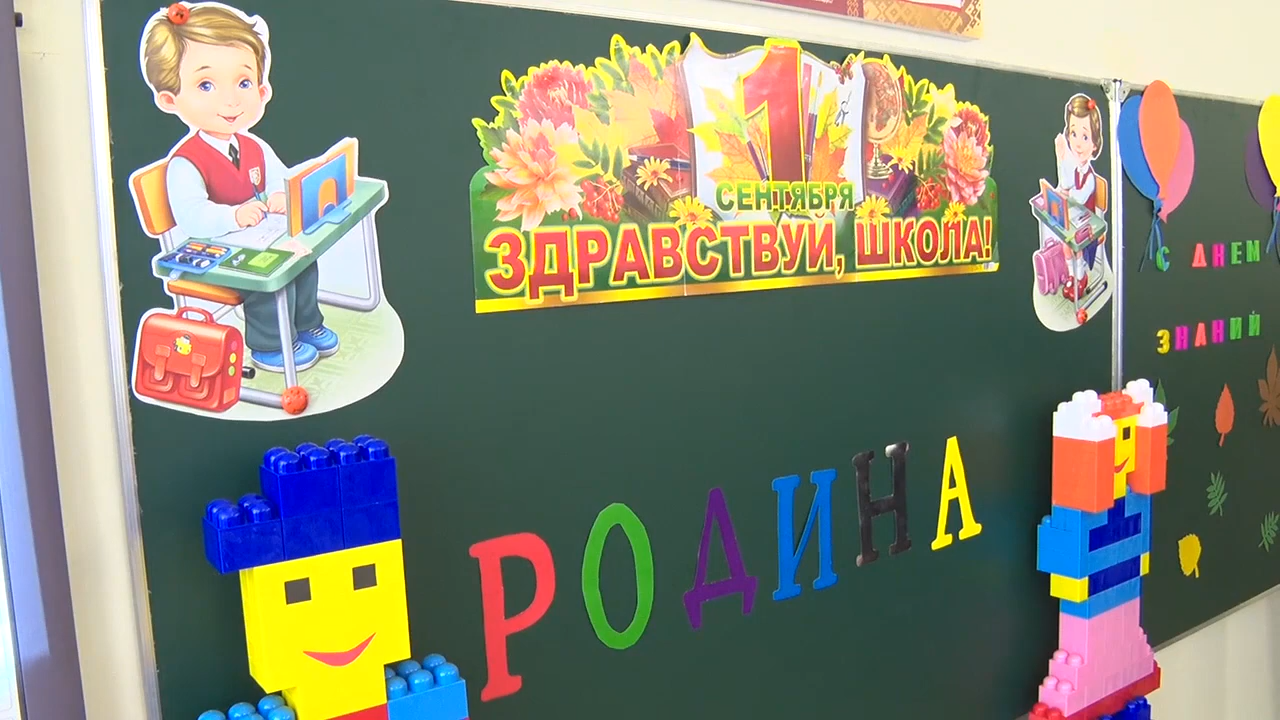 1
СЕНТЯБРЯ
ЗДРАВСТВУЙ, ШКОЛА!
РОДИНА
С ДНЕМ
ЗНАНИЙ